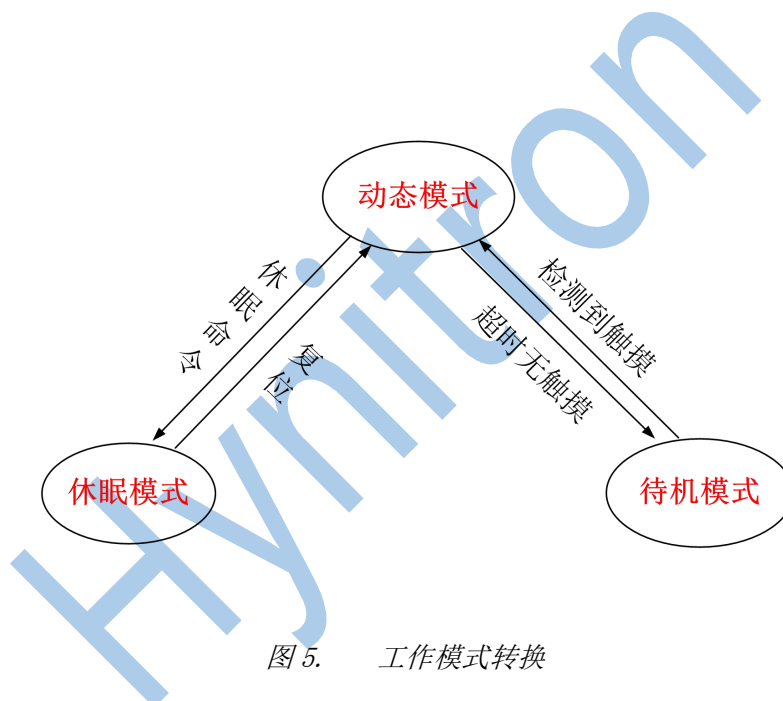 动态模式
休眠命令
复位
检测到触摸
超时无触摸
休眠模式
待机模式
图 5. 工作模式转换
Hynitron